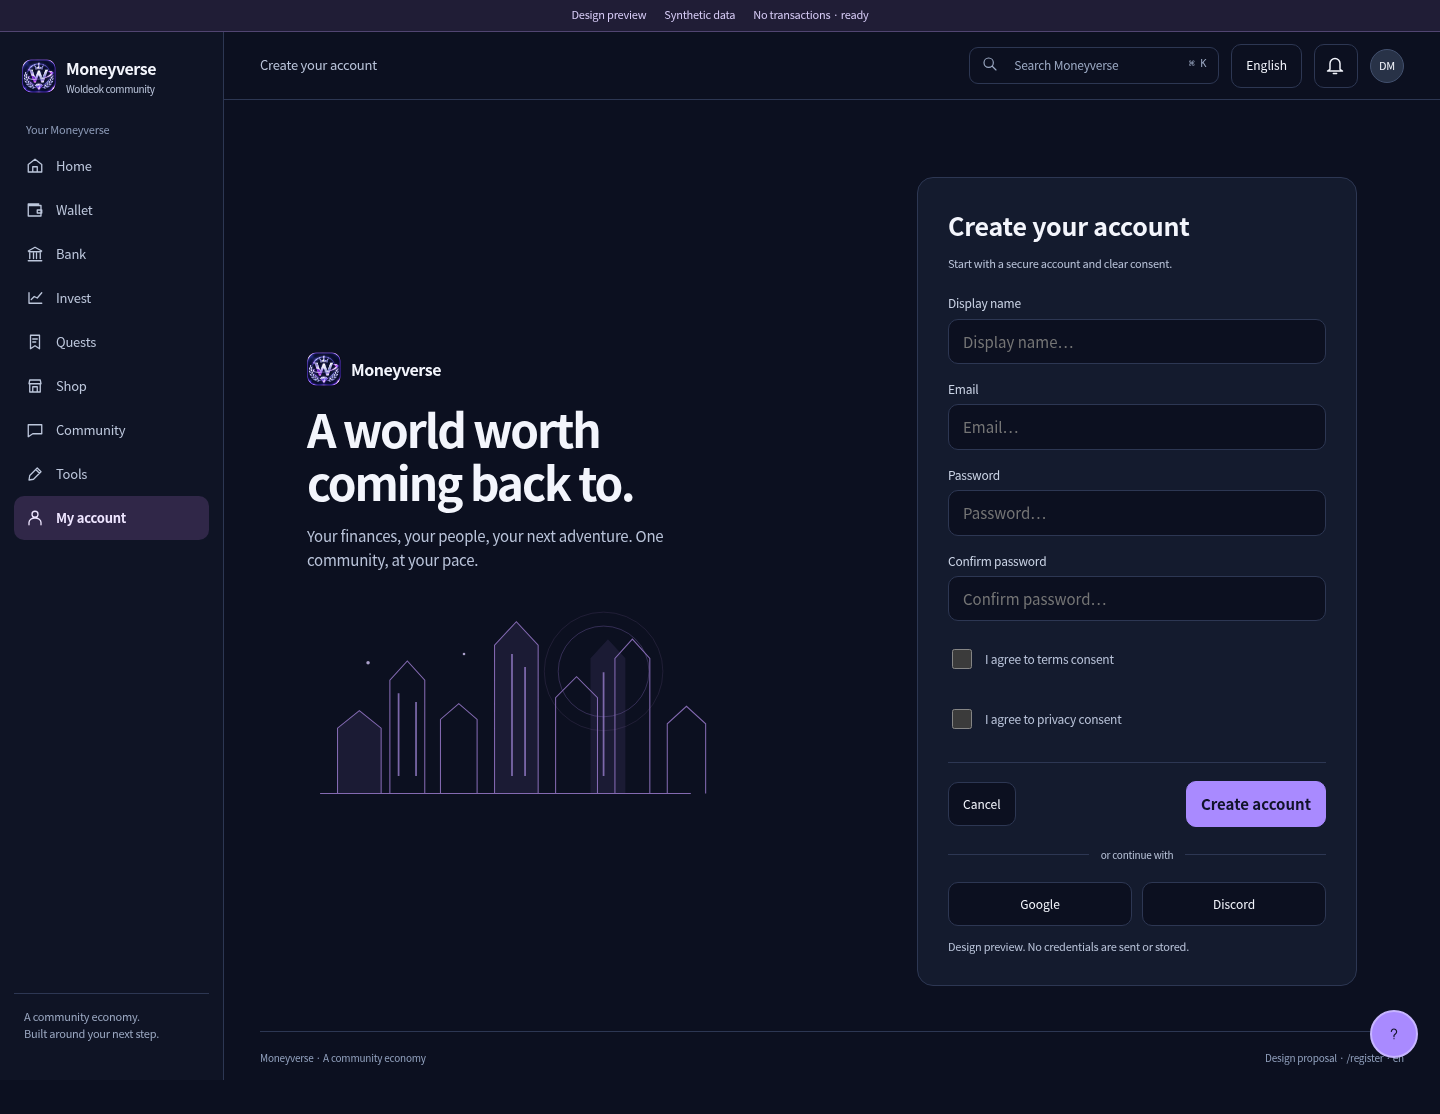 Design preview Synthetic data No transactions · ready
Moneyverse
Woldeok community
Your Moneyverse
Home
Wallet
Bank
Invest
Quests
Shop
Community
Tools
My account
A community economy.
Built around your next step.
Create your account
Search Moneyverse
⌘ K
English
DM
W
Moneyverse
A world worth
coming back to.
Your finances, your people, your next adventure. One
community, at your pace.
Create your account
Start with a secure account and clear consent.
Display name
Display name…
Email
Email…
Password
Password…
Confirm password
Confirm password…
I agree to terms consent
I agree to privacy consent
Cancel
Create account
or continue with
Google
Discord
Design preview. No credentials are sent or stored.
Moneyverse · A community economy
Design proposal · /register · en
?